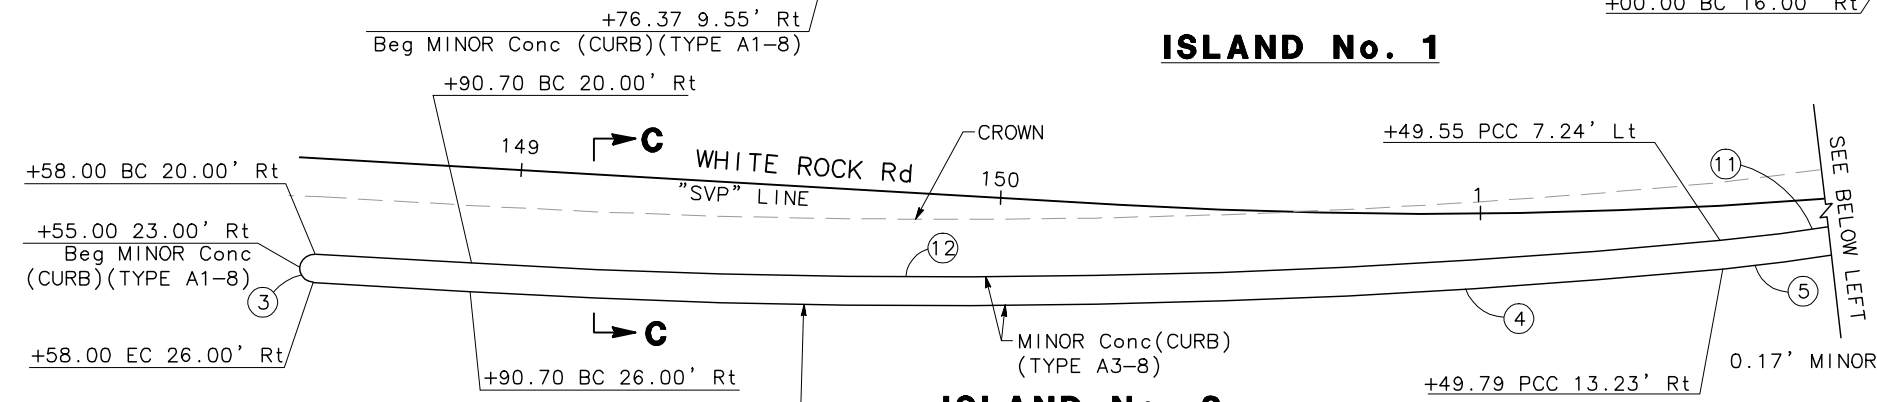 +76.37 9.55' Rt
Beg MINOR Conc (CURB)(TYPE A1-8)
+00.00 BC 16.00' Rt
ISLAND No. 1
+90.70 BC 20.00' Rt
C
149
CROWN
+49.55 PCC 7.24' Lt
SEE BELOW LEFT
+58.00 BC 20.00' Rt
WHITE ROCK Rd
"SVP" LINE
150
1
11
+55.00 23.00' Rt
Beg MINOR Conc
(CURB)(TYPE A1-8)
3
12
4
5
C
MINOR Conc(CURB)
(TYPE A3-8)
+58.00 EC 26.00' Rt
+90.70 BC 26.00' Rt
+49.79 PCC 13.23' Rt
0.17' MINOR
ISLAND No.